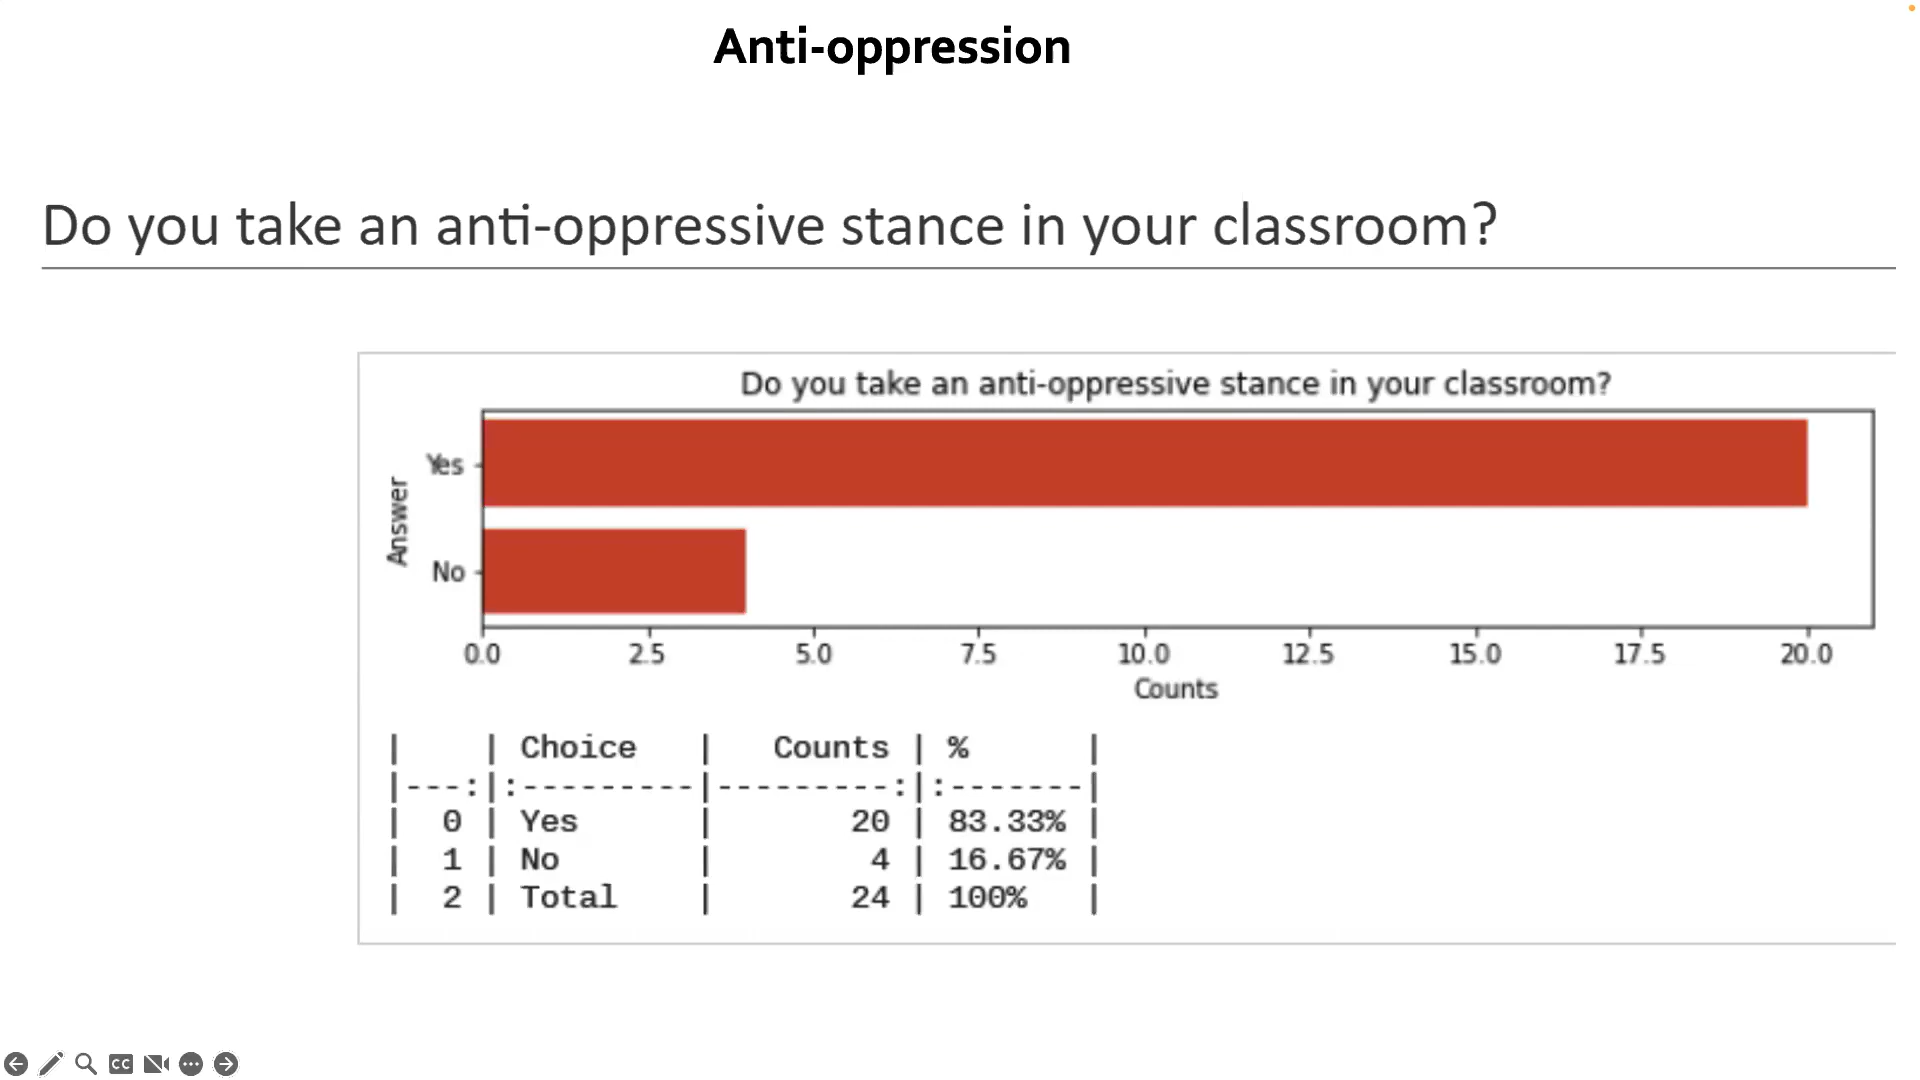 Anti-oppression
Do you take an anti-oppressive stance in your classroom?
Do you take an anti-oppressive stance in your classroom?
Answer
Yes
No
0.0 2.5 5.0 7.5 10.0 12.5 15.0 17.5 20.0
Counts
| | Choice | Counts | % |
|---:|:---------|---------:|:-------|
| 0 | Yes | 20 | 83.33% |
| 1 | No | 4 | 16.67% |
| 2 | Total | 24 | 100% |
CC